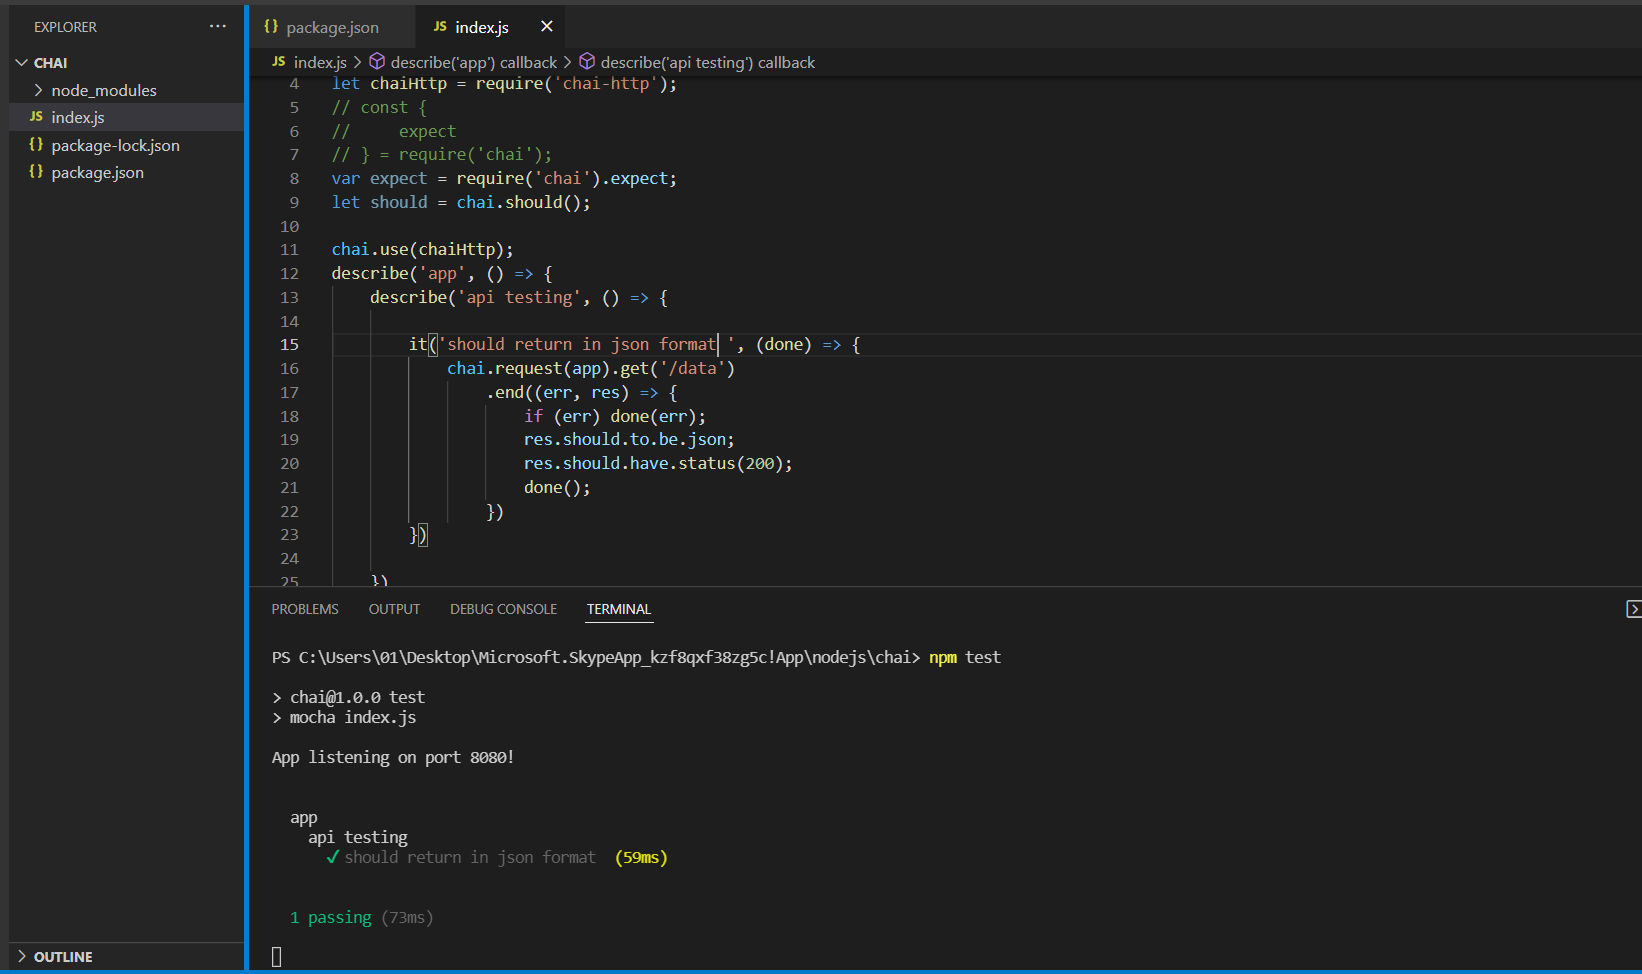 EXPLORER ···
CHAI
node_modules
JS index.js
{} package-lock.json
{} package.json
OUTLINE
{} package.json JS index.js ×
JS index.js > describe('app') callback > describe('api testing') callback
4 let chaiHttp = require('chai-http');
5 // const {
6 //     expect
7 // } = require('chai');
8 var expect = require('chai').expect;
9 let should = chai.should();
10
11 chai.use(chaiHttp);
12 describe('app', () => {
13     describe('api testing', () => {
14
15         it('should return in json format ', (done) => {
16             chai.request(app).get('/data')
17                 .end((err, res) => {
18                     if (err) done(err);
19                     res.should.to.be.json;
20                     res.should.have.status(200);
21                     done();
22                 })
23         })
24
25     })
PROBLEMS OUTPUT DEBUG CONSOLE TERMINAL
PS C:\Users\01\Desktop\Microsoft.SkypeApp_kzf8qxf38zg5c!App\nodejs\chai> npm test
> chai@1.0.0 test
> mocha index.js
App listening on port 8080!
app
api testing
✓ should return in json format (59ms)
1 passing (73ms)